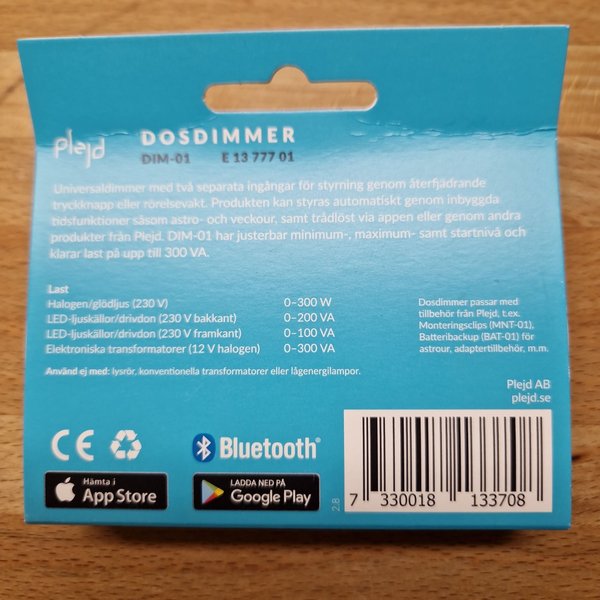 plejd
DOSDIMMER
DIM-01 E 13 777 01
Universaldimmer med två separata ingångar för styrning genom återfjädrande
tryckknapp eller rörelsevakt. Produkten kan styras automatiskt genom inbyggda
tidsfunktioner såsom astro- och veckour, samt trådlöst via appen eller genom andra
produkter från Plejd. DIM-01 har justerbar minimum-, maximum- samt startnivå och
klarar last på upp till 300 VA.
Last
Halogen/glödljus (230 V) 0–300 W
LED-ljuskällor/drivdon (230 V bakkant) 0–200 VA
LED-ljuskällor/drivdon (230 V framkant) 0–100 VA
Elektroniska transformatorer (12 V halogen) 0–300 VA
Använd ej med: lysrör, konventionella transformatorer eller lågenergilampor.
Dosdimmer passar med
tillbehör från Plejd, t.ex.
Monteringsclips (MNT-01),
Batteribackup (BAT-01) för
astrour, adaptertillbehör, m.m.
Plejd AB
plejd.se
CE
Bluetooth®
Hämta i
App Store
LADDA NED PÅ
Google Play
2.8
7 330018 133708